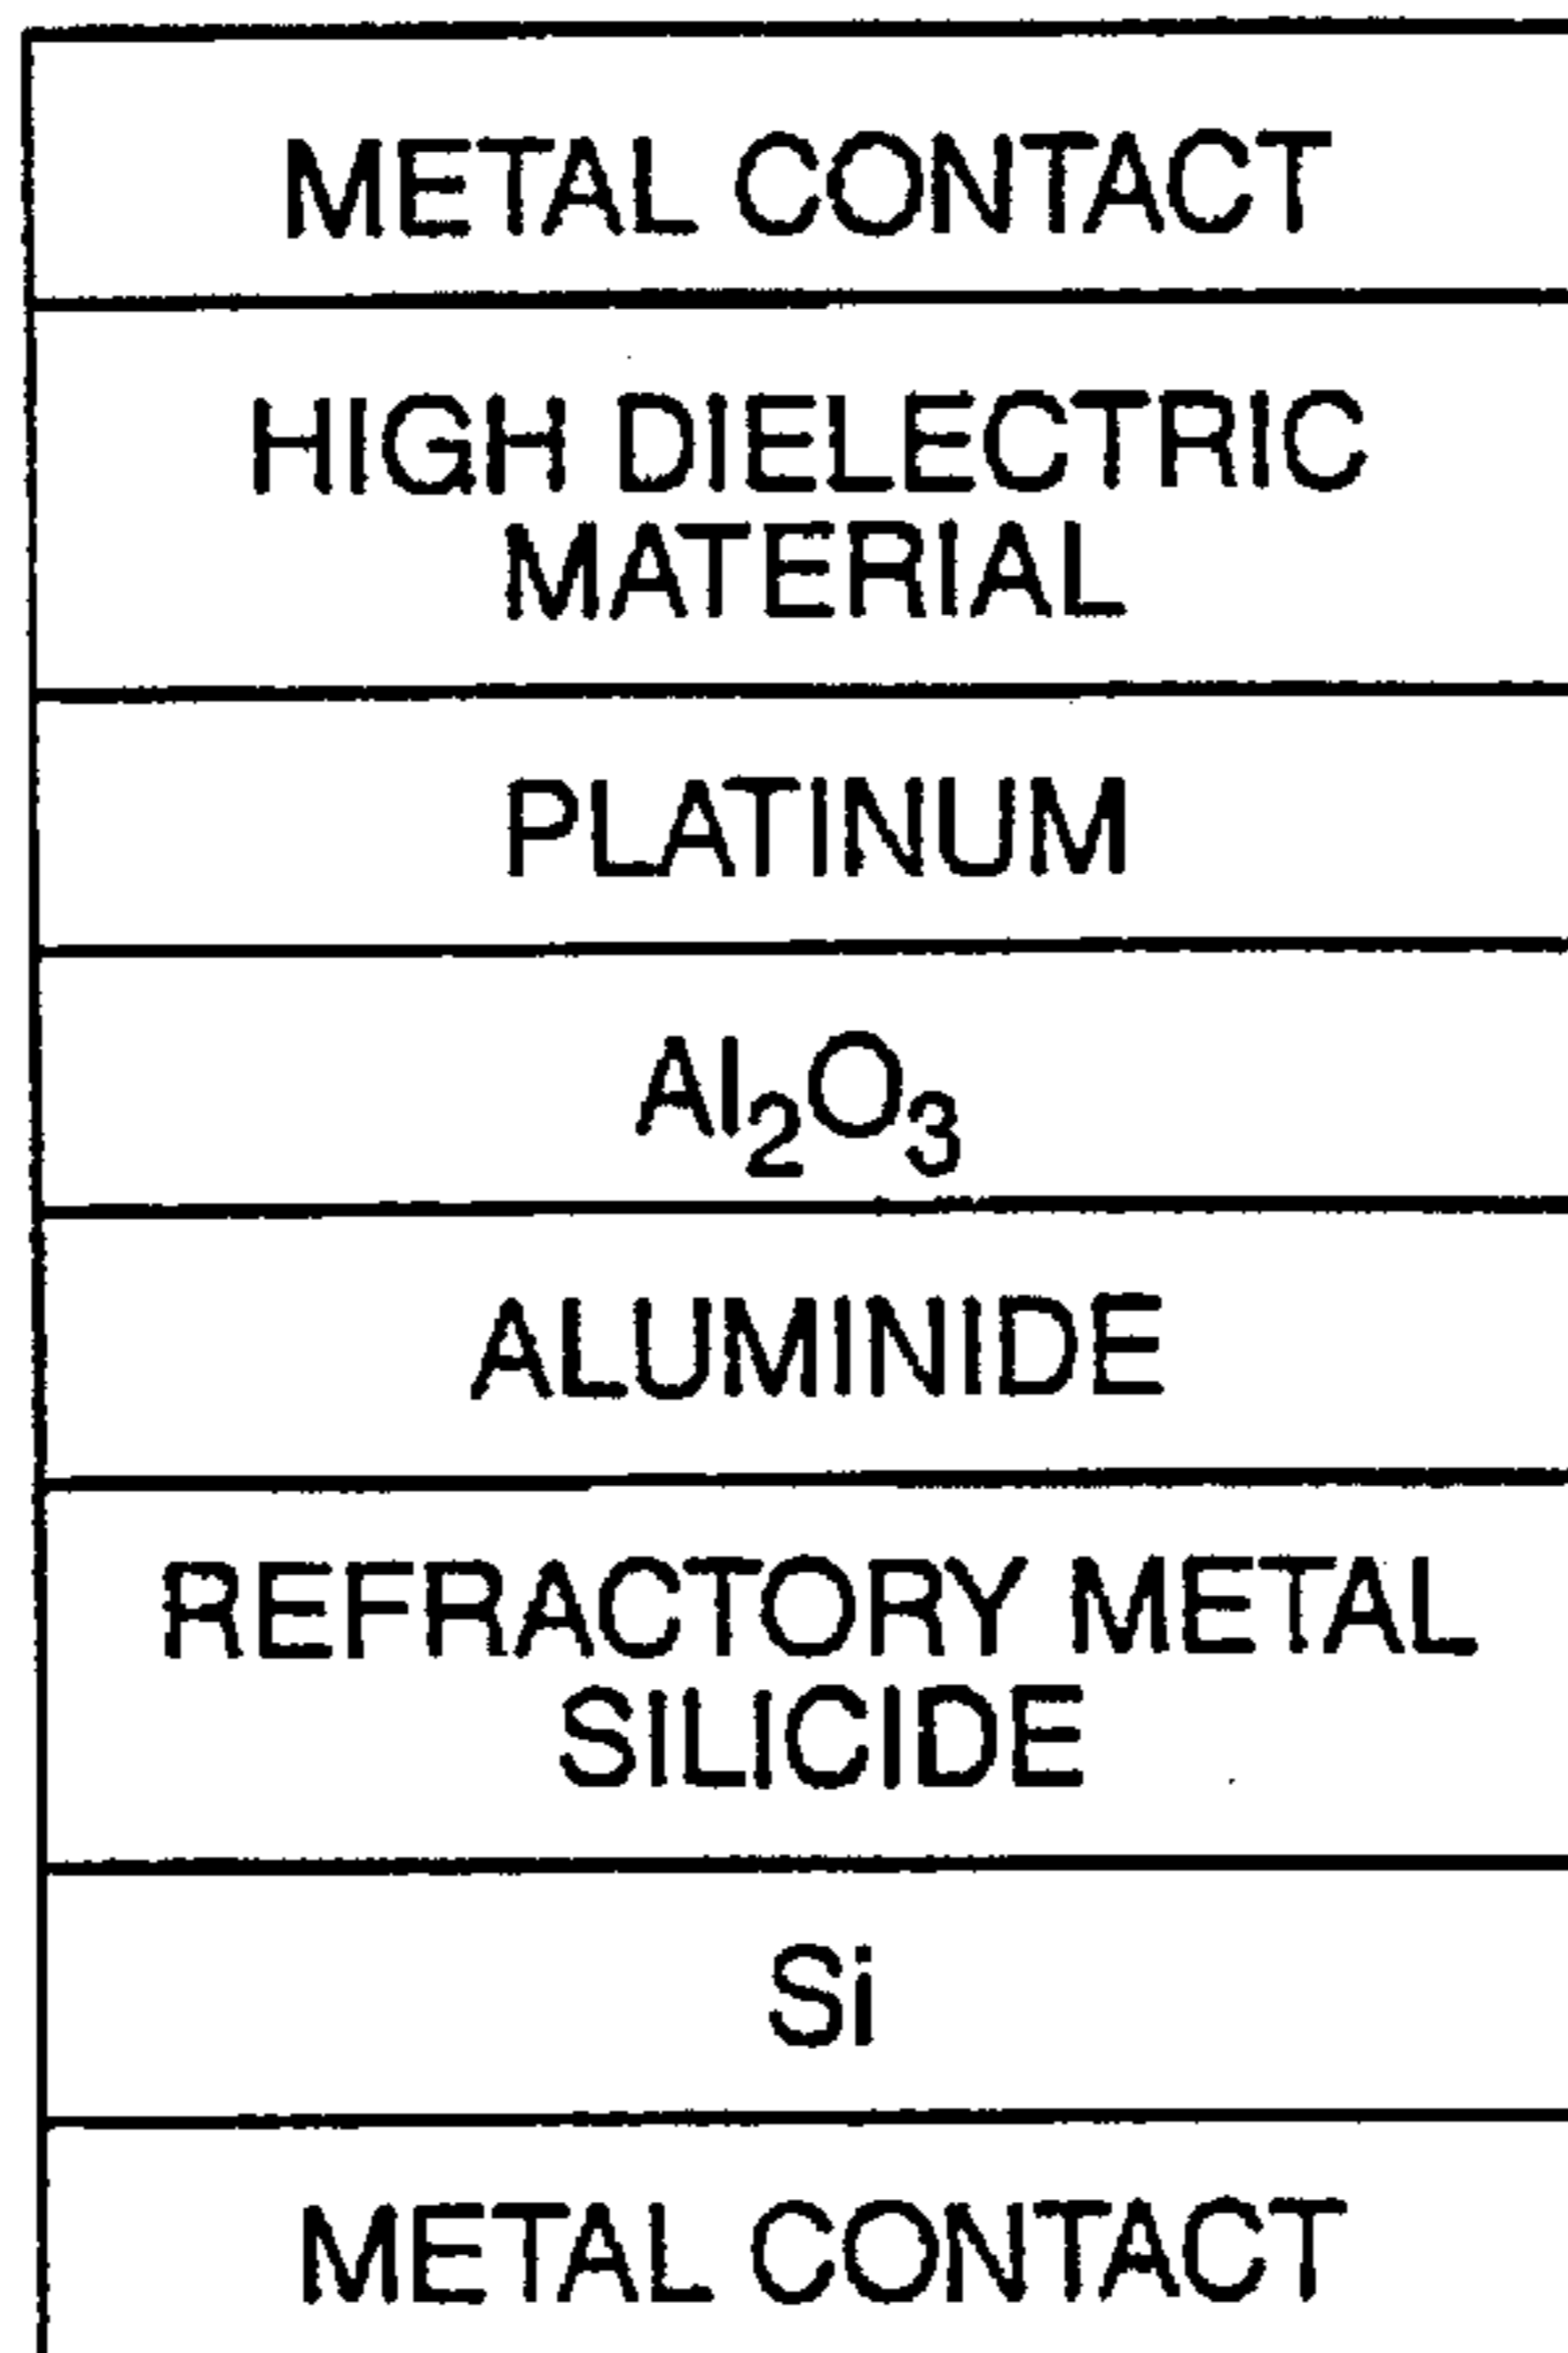 METAL CONTACT
HIGH DIELECTRIC
MATERIAL
PLATINUM
Al₂O₃
ALUMINIDE
REFRACTORY METAL
SILICIDE
Si
METAL CONTACT